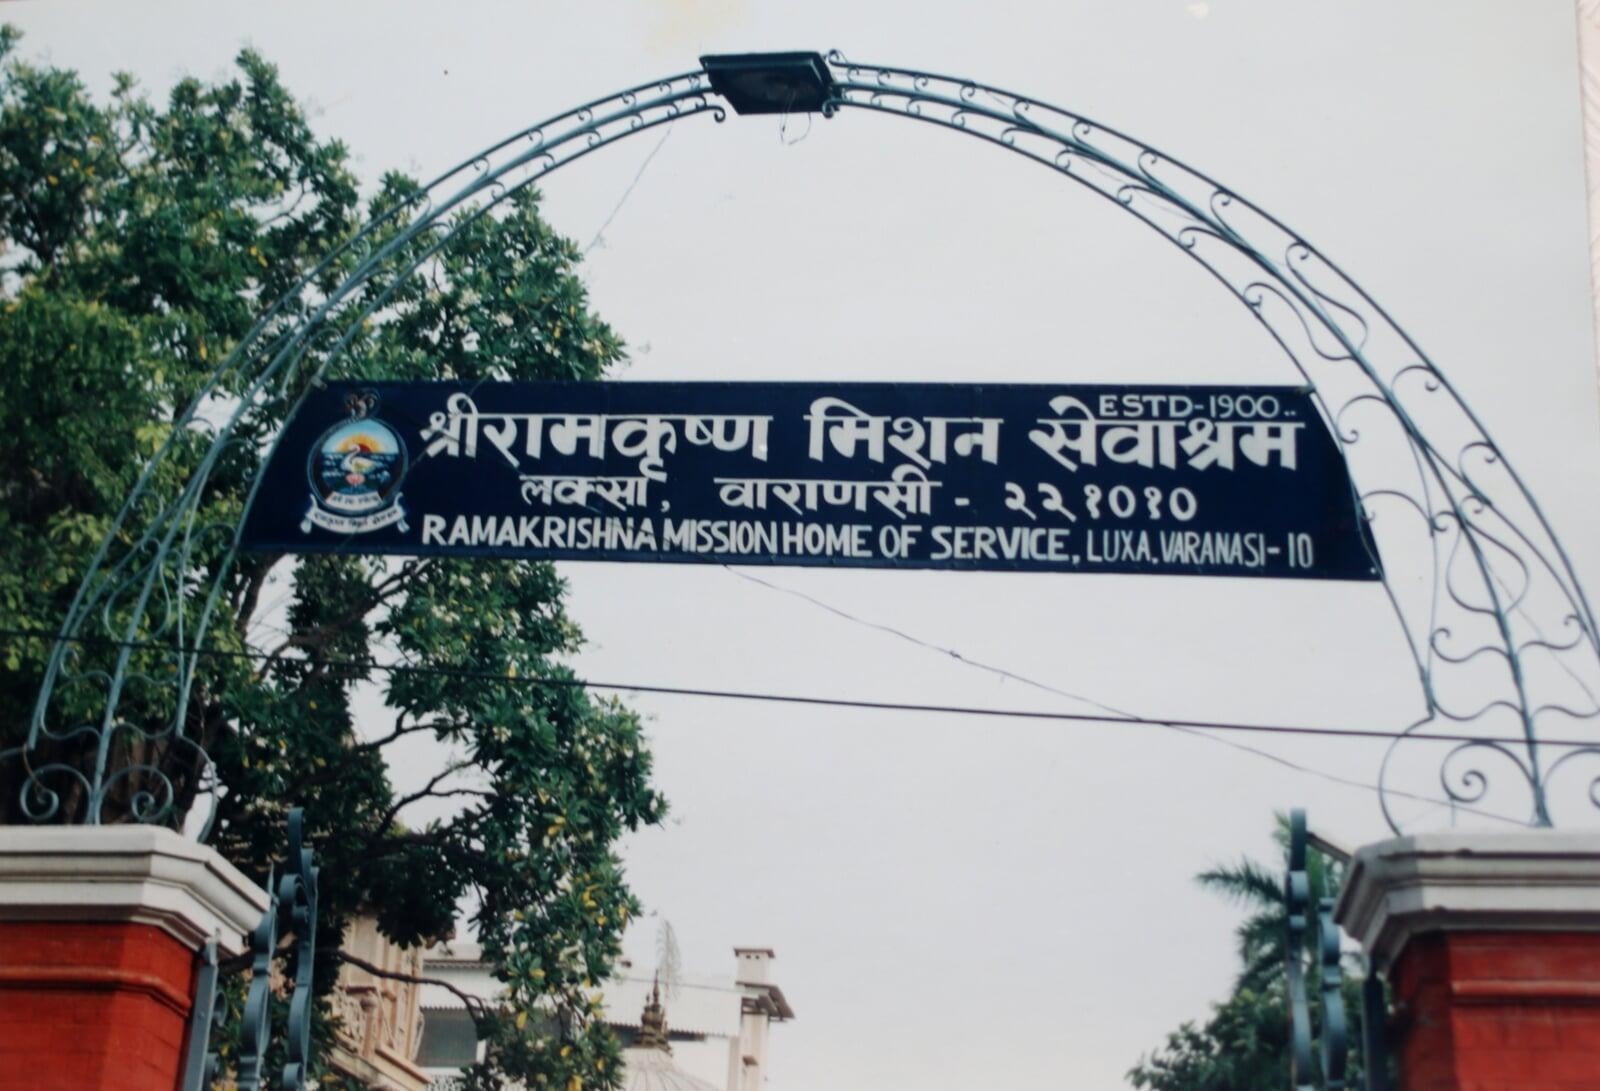 ESTD-1900..
श्रीरामकृष्ण मिशन सेवाश्रम
लक्सा, वाराणसी - २२१०१०
RAMAKRISHNA MISSION HOME OF SERVICE, LUXA, VARANASI-10